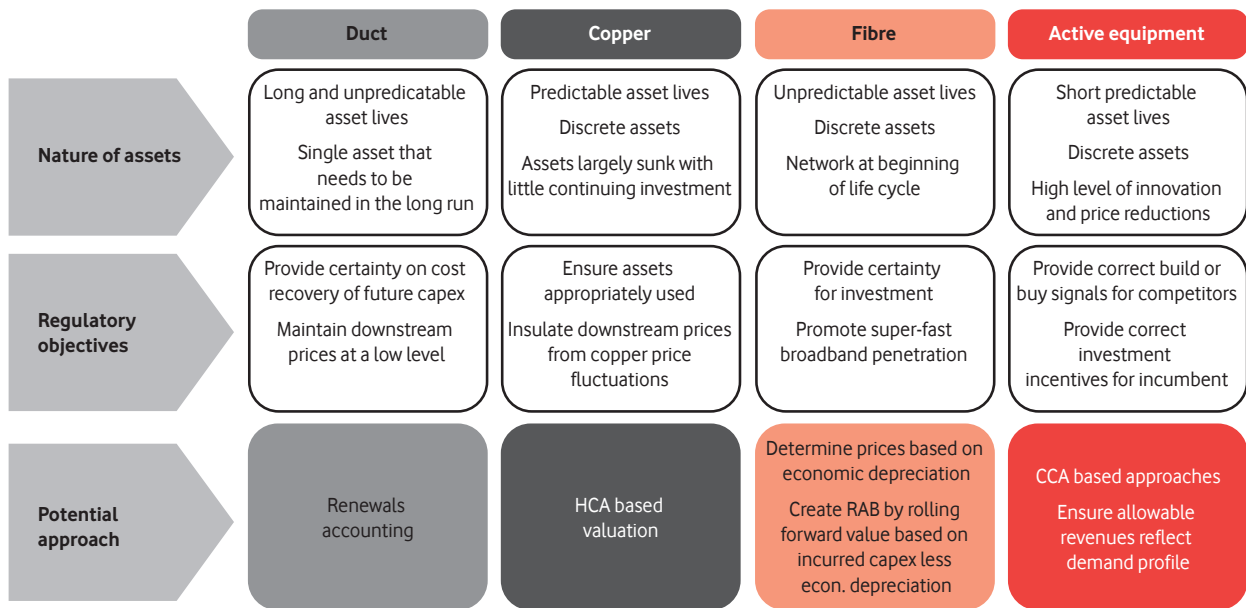 Duct
Copper
Fibre
Active equipment
Nature of assets
Long and unpredicatable
asset lives
Single asset that
needs to be
maintained in the long run
Predictable asset lives
Discrete assets
Assets largely sunk with
little continuing investment
Unpredictable asset lives
Discrete assets
Network at beginning
of life cycle
Short predictable
asset lives
Discrete assets
High level of innovation
and price reductions
Regulatory
objectives
Provide certainty on cost
recovery of future capex
Maintain downstream
prices at a low level
Ensure assets
appropriately used
Insulate downstream prices
from copper price
fluctuations
Provide certainty
for investment
Promote super-fast
broadband penetration
Provide correct build or
buy signals for competitors
Provide correct
investment
incentives for incumbent
Potential
approach
Renewals
accounting
HCA based
valuation
Determine prices based on
economic depreciation
Create RAB by rolling
forward value based on
incurred capex less
econ. depreciation
CCA based approaches
Ensure allowable
revenues reflect
demand profile